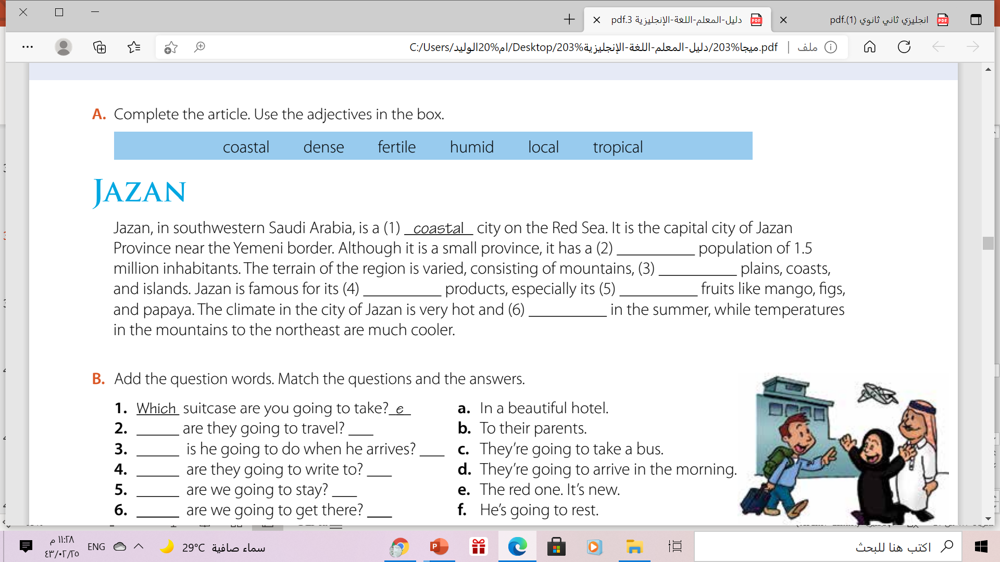 دليل-المعلم-اللغة-الإنجليزية 3.pdf
انجليزي ثاني ثانوي (1).pdf
ملف | C:/Users/ام%20الوليد/Desktop/ميجا%203/دليل-المعلم-اللغة-الإنجليزية%203.pdf
A. Complete the article. Use the adjectives in the box.
coastal dense fertile humid local tropical
JAZAN
Jazan, in southwestern Saudi Arabia, is a (1) coastal city on the Red Sea. It is the capital city of Jazan
Province near the Yemeni border. Although it is a small province, it has a (2) __________ population of 1.5
million inhabitants. The terrain of the region is varied, consisting of mountains, (3) __________ plains, coasts,
and islands. Jazan is famous for its (4) __________ products, especially its (5) __________ fruits like mango, figs,
and papaya. The climate in the city of Jazan is very hot and (6) __________ in the summer, while temperatures
in the mountains to the northeast are much cooler.
B. Add the question words. Match the questions and the answers.
1. Which suitcase are you going to take? e
2. _____ are they going to travel? ___
3. _____ is he going to do when he arrives? ___
4. _____ are they going to write to? ___
5. _____ are we going to stay? ___
6. _____ are we going to get there? ___
a. In a beautiful hotel.
b. To their parents.
c. They're going to take a bus.
d. They're going to arrive in the morning.
e. The red one. It's new.
f. He's going to rest.
١١:٢٨ م
٤٣/٠٢/٢٥
ENG
29°C سماء صافية
اكتب هنا للبحث